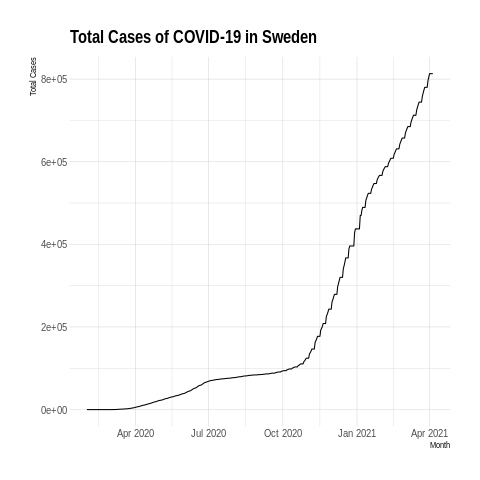 Total Cases of COVID-19 in Sweden
Total Cases
8e+05
6e+05
4e+05
2e+05
0e+00
Apr 2020 Jul 2020 Oct 2020 Jan 2021 Apr 2021
Month